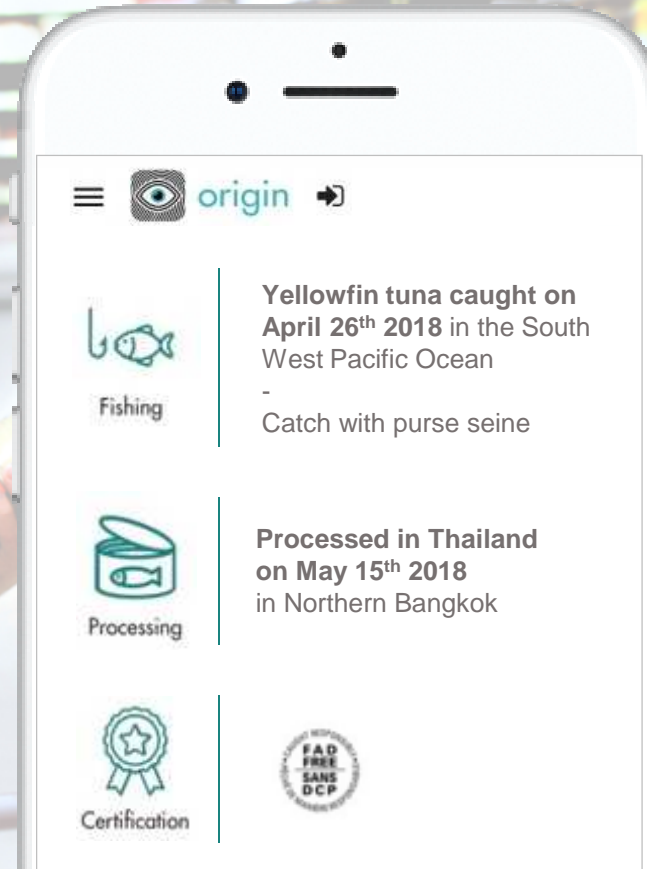 origin
Yellowfin tuna caught on
April 26th 2018 in the South
West Pacific Ocean
-
Catch with purse seine
Fishing
Processed in Thailand
on May 15th 2018
in Northern Bangkok
Processing
FAD
FREE
SANS
DCP
Certification